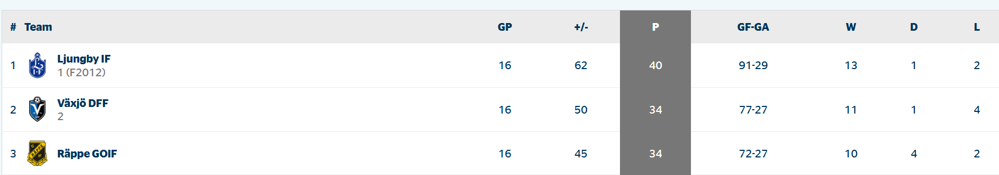 # Team GP +/- P GF-GA W D L
1 Ljungby IF 16 62 40 91-29 13 1 2
1 (F2012)
2 Växjö DFF 16 50 34 77-27 11 1 4
2
3 Räppe GOIF 16 45 34 72-27 10 4 2
L
I·F
V
G
RÄPPE
IF